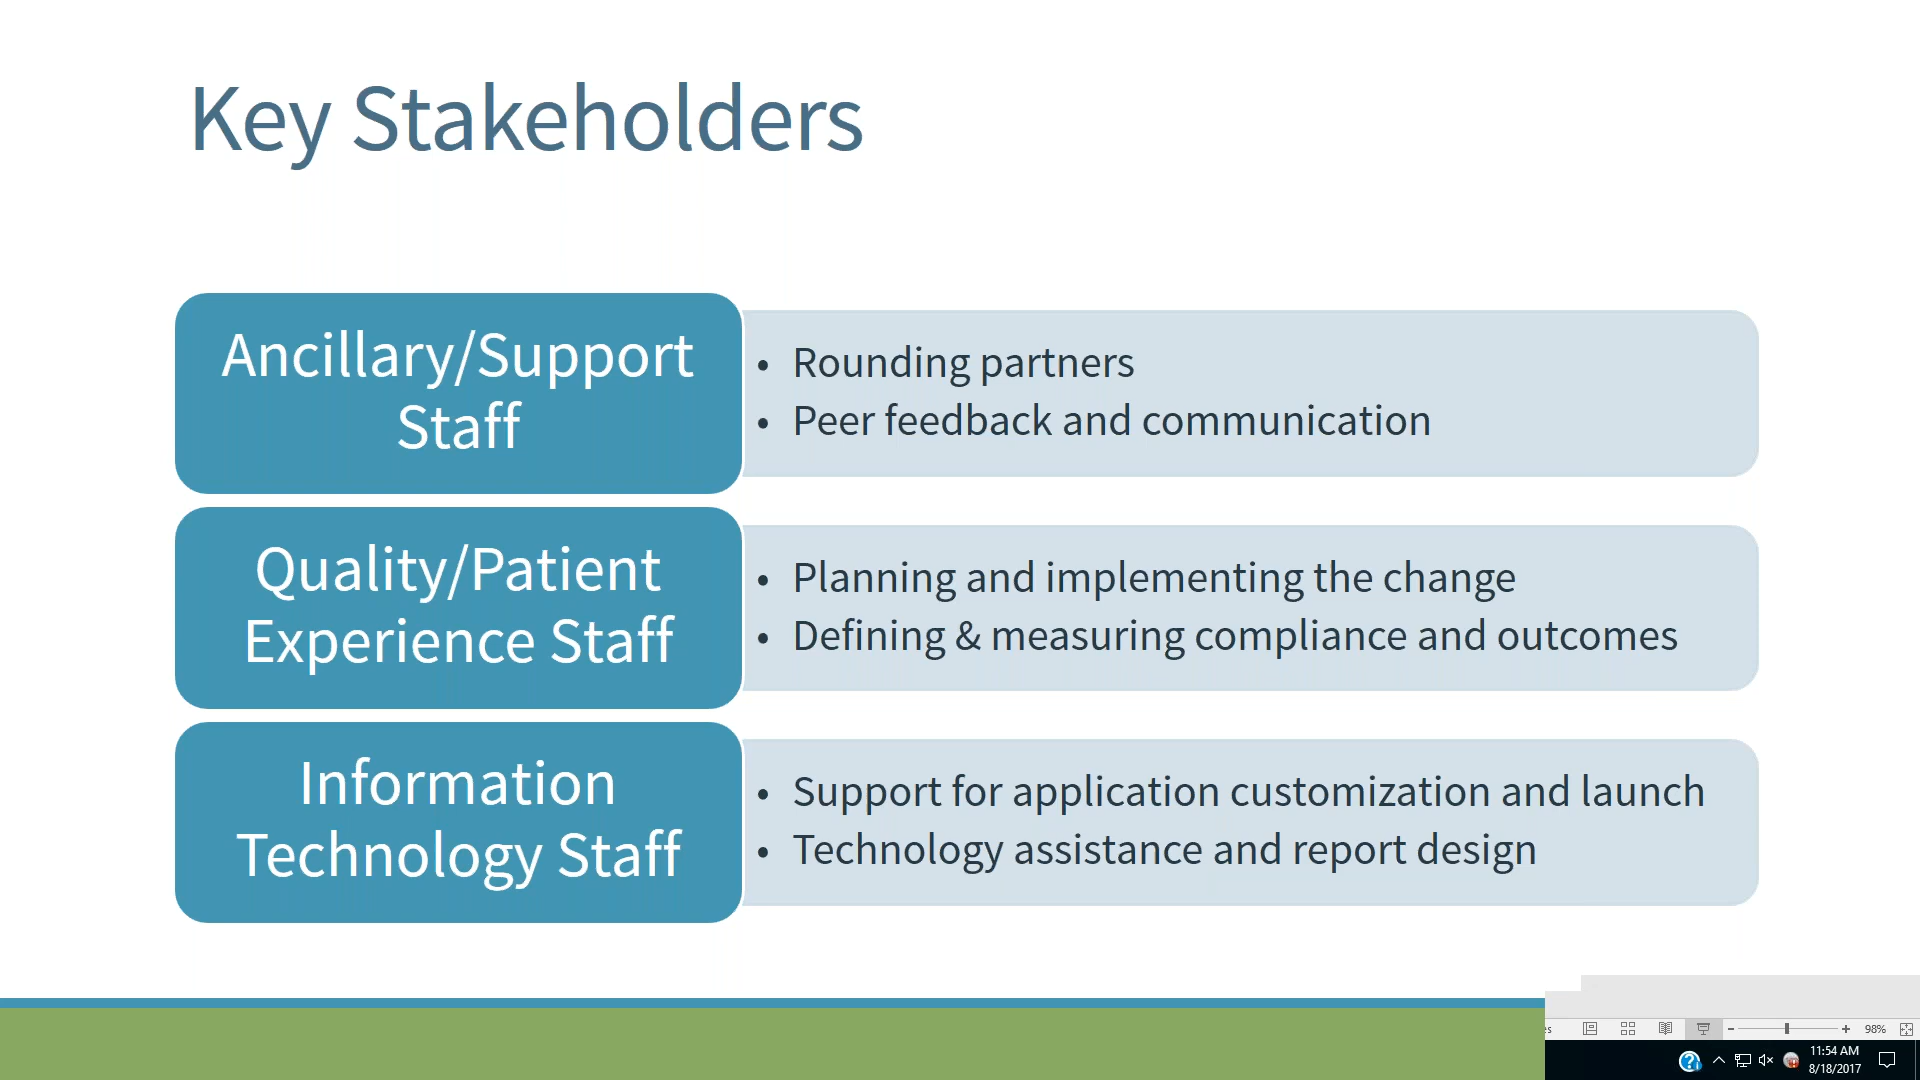 Key Stakeholders
Ancillary/Support
Staff
• Rounding partners
• Peer feedback and communication
Quality/Patient
Experience Staff
• Planning and implementing the change
• Defining & measuring compliance and outcomes
Information
Technology Staff
• Support for application customization and launch
• Technology assistance and report design
98%
11:54 AM
8/18/2017